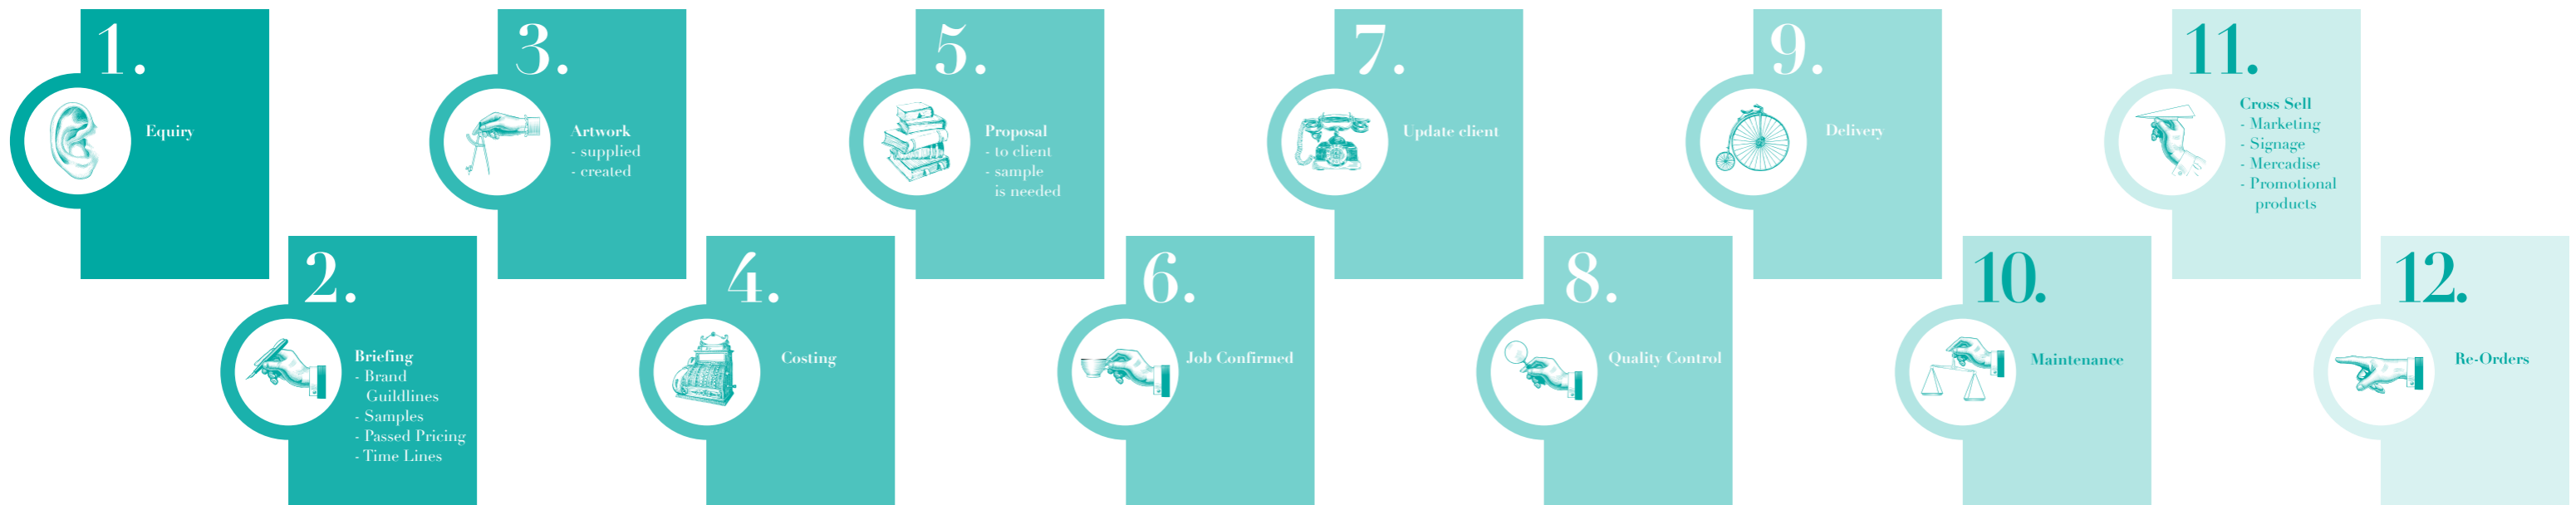 1.
Equiry
2.
Briefing
- Brand
Guildlines
- Samples
- Passed Pricing
- Time Lines
3.
Artwork
- supplied
- created
4.
Costing
5.
Proposal
- to client
- sample
is needed
6.
Job Confirmed
7.
Update client
8.
Quality Control
9.
Delivery
10.
Maintenance
11.
Cross Sell
- Marketing
- Signage
- Mercadise
- Promotional
products
12.
Re-Orders